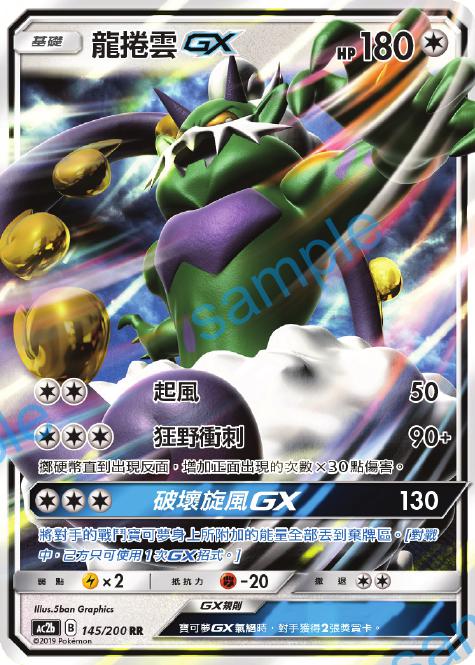 基礎 龍捲雲GX HP 180
起風 50
狂野衝刺 90+
擲硬幣直到出現反面,增加正面出現的次數×30點傷害。
破壞旋風GX 130
將對手的戰鬥寶可夢身上所附加的能量全部丟到棄牌區。[對戰
中,己方只可使用1次GX招式。]
弱點 ×2 抵抗力 -20 撤退
Illus.5ban Graphics GX規則
AC2b B 145/200 RR 寶可夢GX氣絕時,對手獲得2張獎賞卡。
©2019 Pokémon
sample